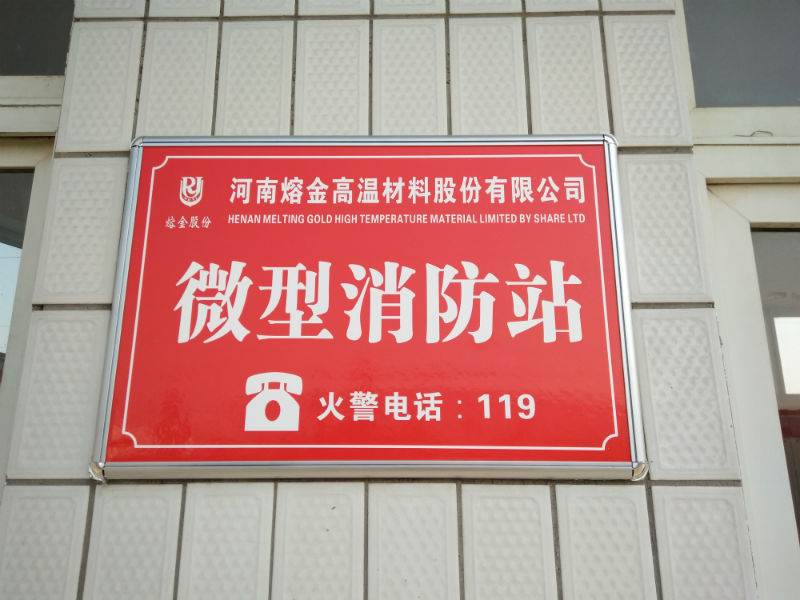 河南熔金高温材料股份有限公司
HENAN MELTING GOLD HIGH TEMPERATURE MATERIAL LIMITED BY SHARE LTD
熔金股份
微型消防站
火警电话：119